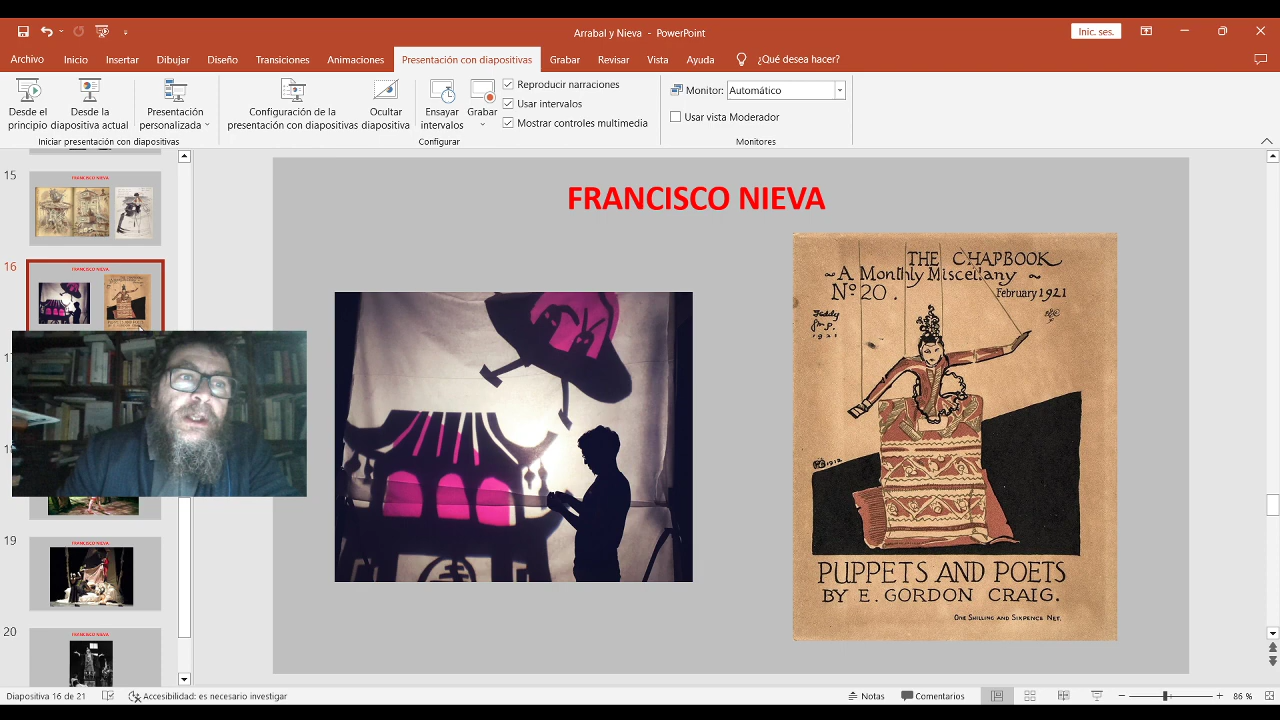 Arrabal y Nieva - PowerPoint
Inic. ses.
Archivo Inicio Insertar Dibujar Diseño Transiciones Animaciones Presentación con diapositivas Grabar Revisar Vista Ayuda ¿Qué desea hacer?
Desde el principio
Desde la diapositiva actual
Presentación personalizada
Iniciar presentación con diapositivas
Configuración de la presentación con diapositivas
Ocultar diapositiva
Ensayar intervalos
Grabar
Reproducir narraciones
Usar intervalos
Mostrar controles multimedia
Configurar
Monitor: Automático
Usar vista Moderador
Monitores
15
FRANCISCO NIEVA
16
FRANCISCO NIEVA
19
FRANCISCO NIEVA
20
FRANCISCO NIEVA
FRANCISCO NIEVA
THE CHAPBOOK
~ A Monthly Miscellany ~
Nº 20. February 1921
PUPPETS AND POETS
BY E. GORDON CRAIG.
ONE SHILLING AND SIXPENCE NET.
Diapositiva 16 de 21 Accesibilidad: es necesario investigar Notas Comentarios 86 %